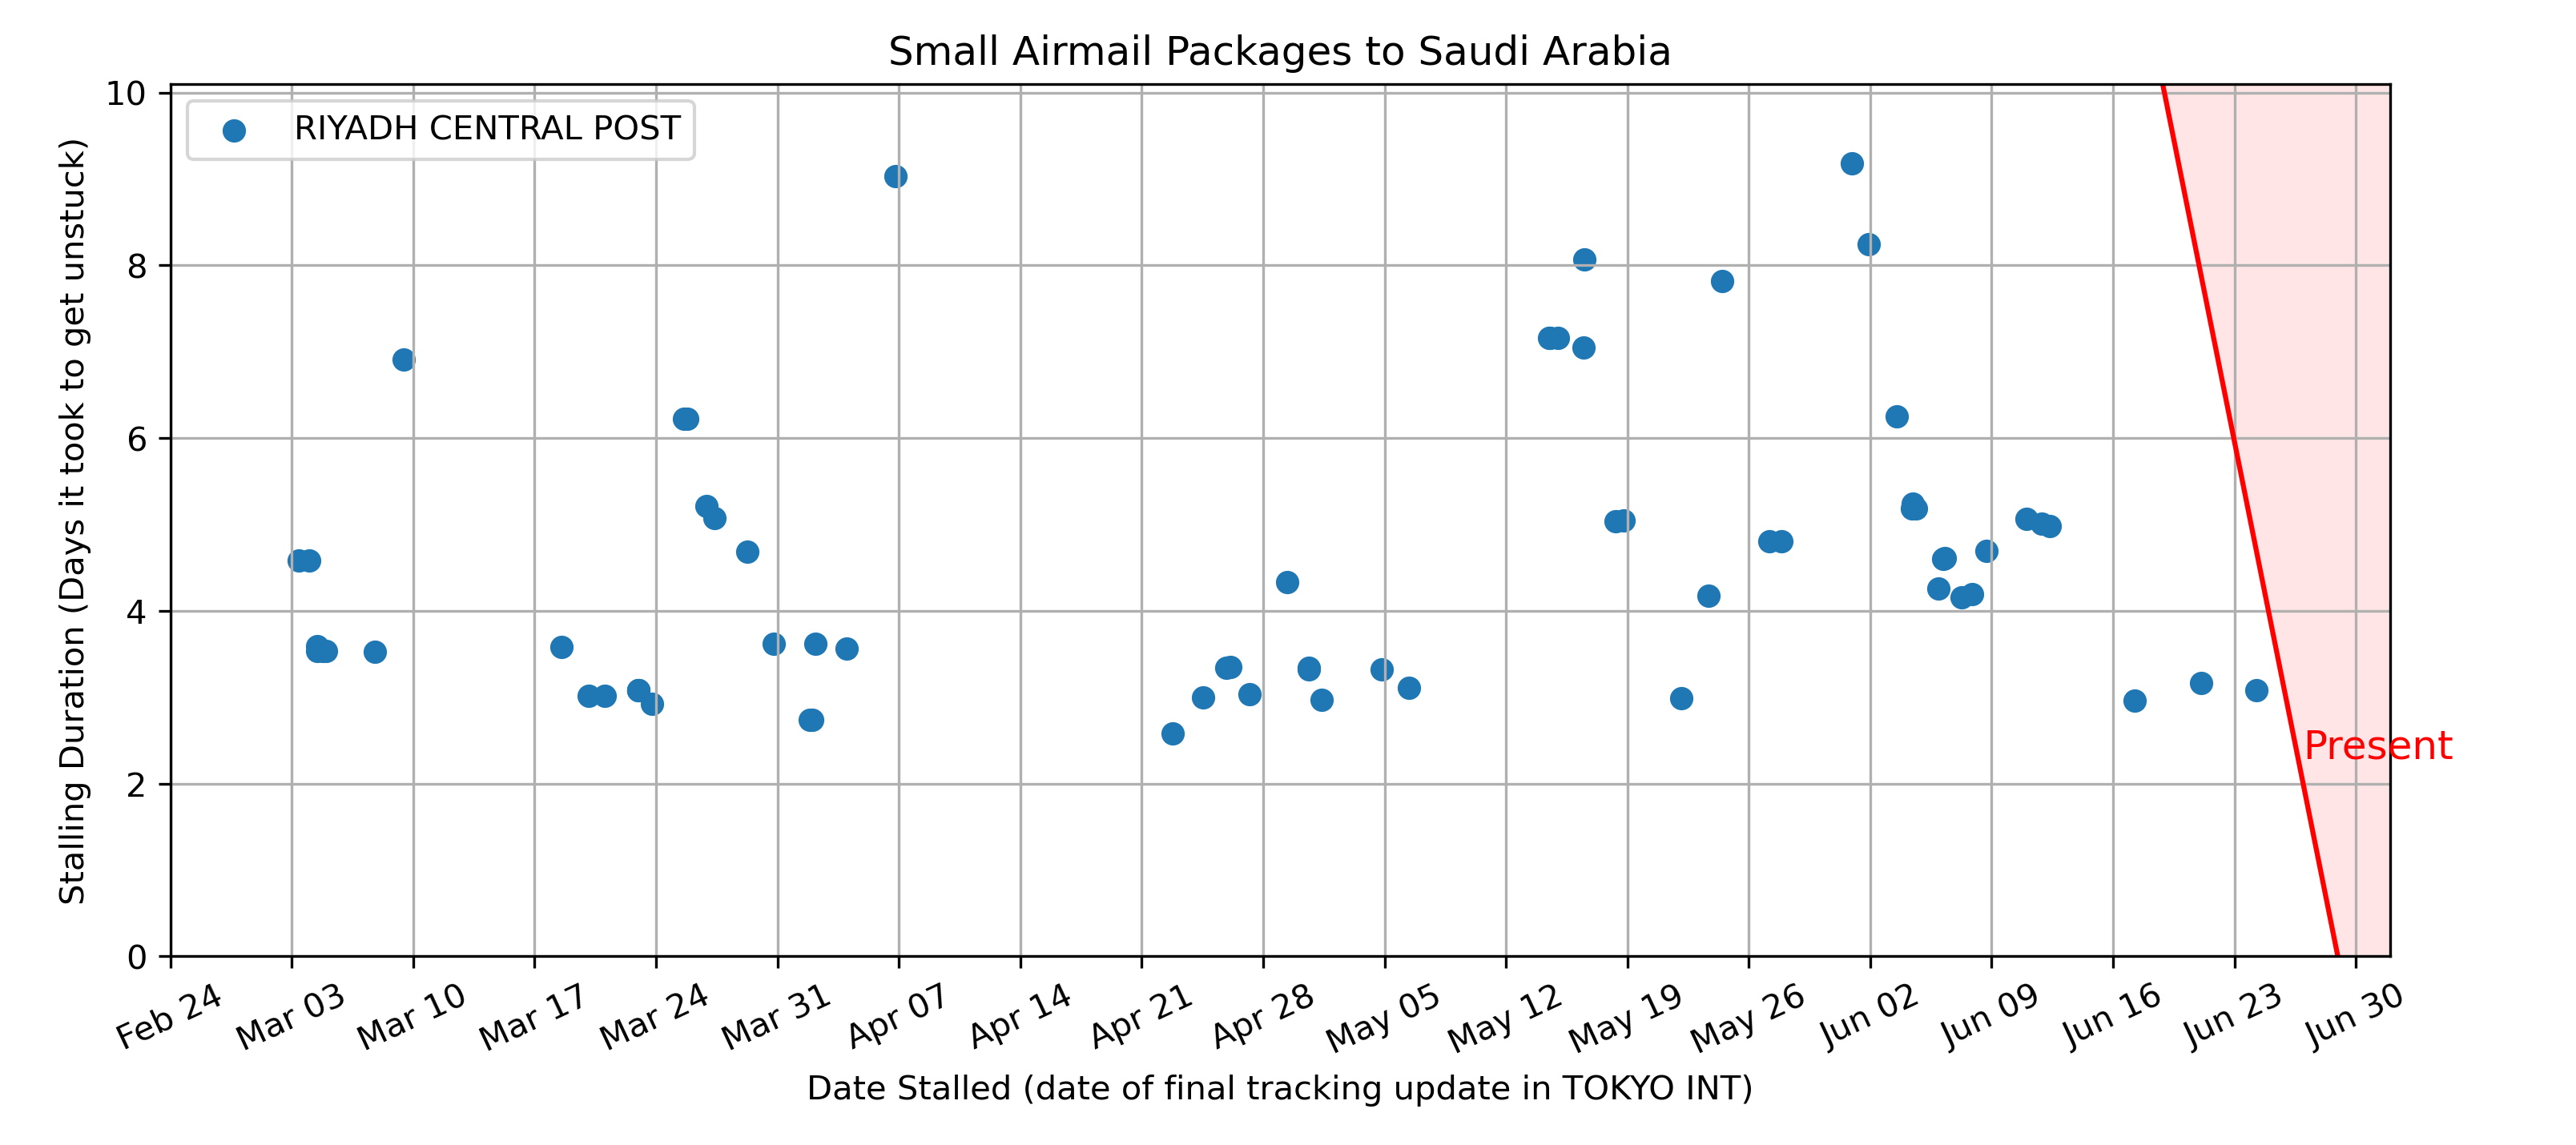 Small Airmail Packages to Saudi Arabia
RIYADH CENTRAL POST
Stalling Duration (Days it took to get unstuck)
10
8
6
4
2
0
Present
Feb 24
Mar 03
Mar 10
Mar 17
Mar 24
Mar 31
Apr 07
Apr 14
Apr 21
Apr 28
May 05
May 12
May 19
May 26
Jun 02
Jun 09
Jun 16
Jun 23
Jun 30
Date Stalled (date of final tracking update in TOKYO INT)